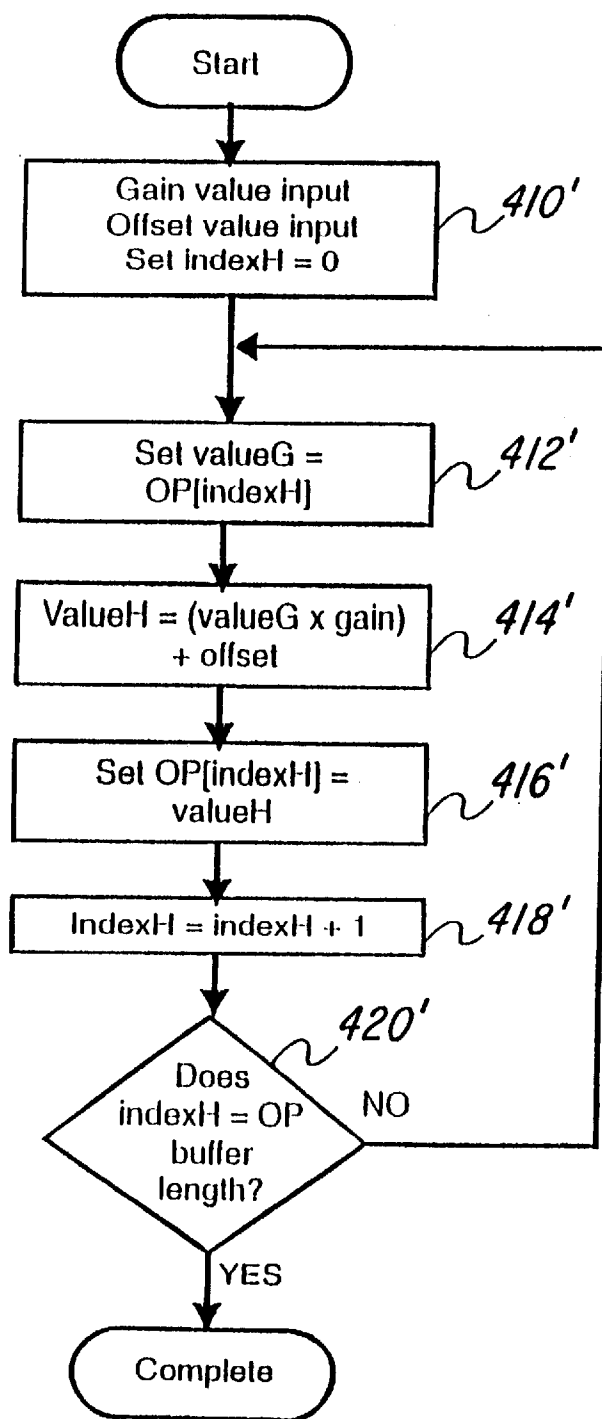 Start
Gain value input
Offset value input
Set indexH = 0
410'
Set valueG =
OP[indexH]
412'
ValueH = (valueG x gain)
+ offset
414'
Set OP[indexH] =
valueH
416'
IndexH = indexH + 1
418'
420'
Does
indexH = OP
buffer
length?
NO
YES
Complete